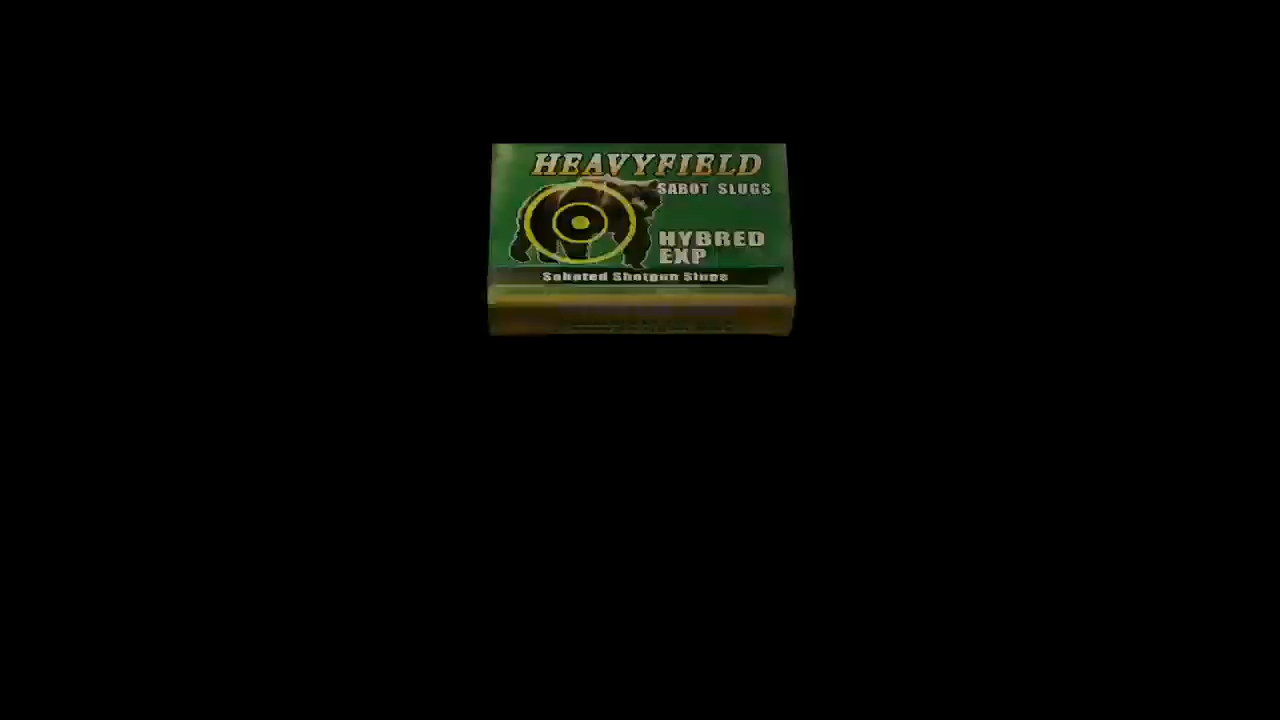 HEAVYFIELD
SABOT SLUGS
HYBRED
EXP
Saboted Shotgun Slugs